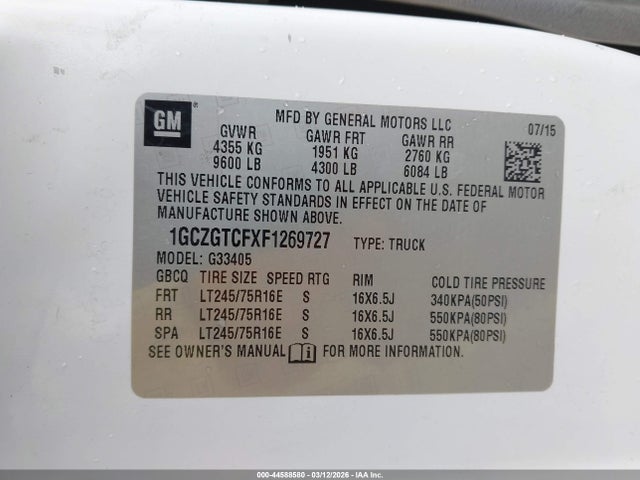 GM
MFD BY GENERAL MOTORS LLC
07/15
GVWR GAWR FRT GAWR RR
4355 KG 1951 KG 2760 KG
9600 LB 4300 LB 6084 LB
THIS VEHICLE CONFORMS TO ALL APPLICABLE U.S. FEDERAL MOTOR
VEHICLE SAFETY STANDARDS IN EFFECT ON THE DATE OF
MANUFACTURE SHOWN ABOVE.
1GCZGTCFXF1269727 TYPE: TRUCK
MODEL: G33405
GBCQ TIRE SIZE SPEED RTG RIM COLD TIRE PRESSURE
FRT LT245/75R16E S 16X6.5J 340KPA(50PSI)
RR LT245/75R16E S 16X6.5J 550KPA(80PSI)
SPA LT245/75R16E S 16X6.5J 550KPA(80PSI)
SEE OWNER'S MANUAL FOR MORE INFORMATION.
000-44588580 - 03/12/2026 - IAA Inc.